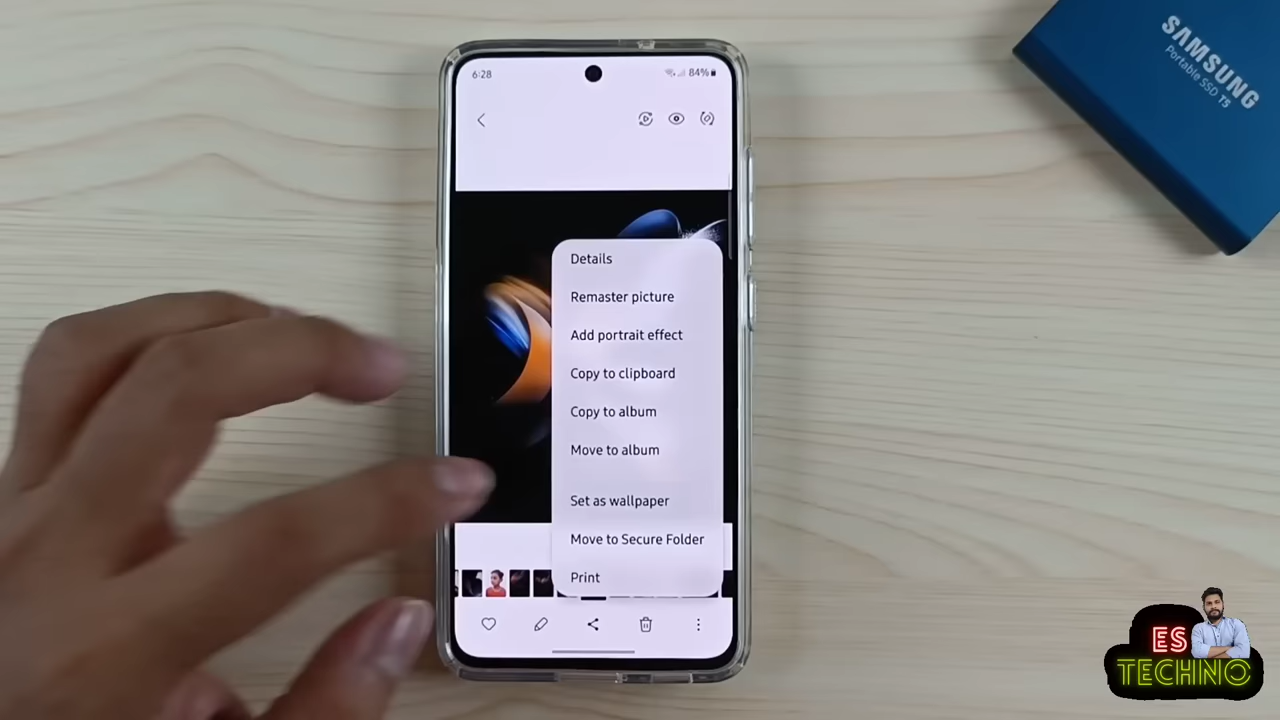 6:28
84%
SAMSUNG
Portable SSD T5
Details
Remaster picture
Add portrait effect
Copy to clipboard
Copy to album
Move to album
Set as wallpaper
Move to Secure Folder
Print
ES
TECHNO